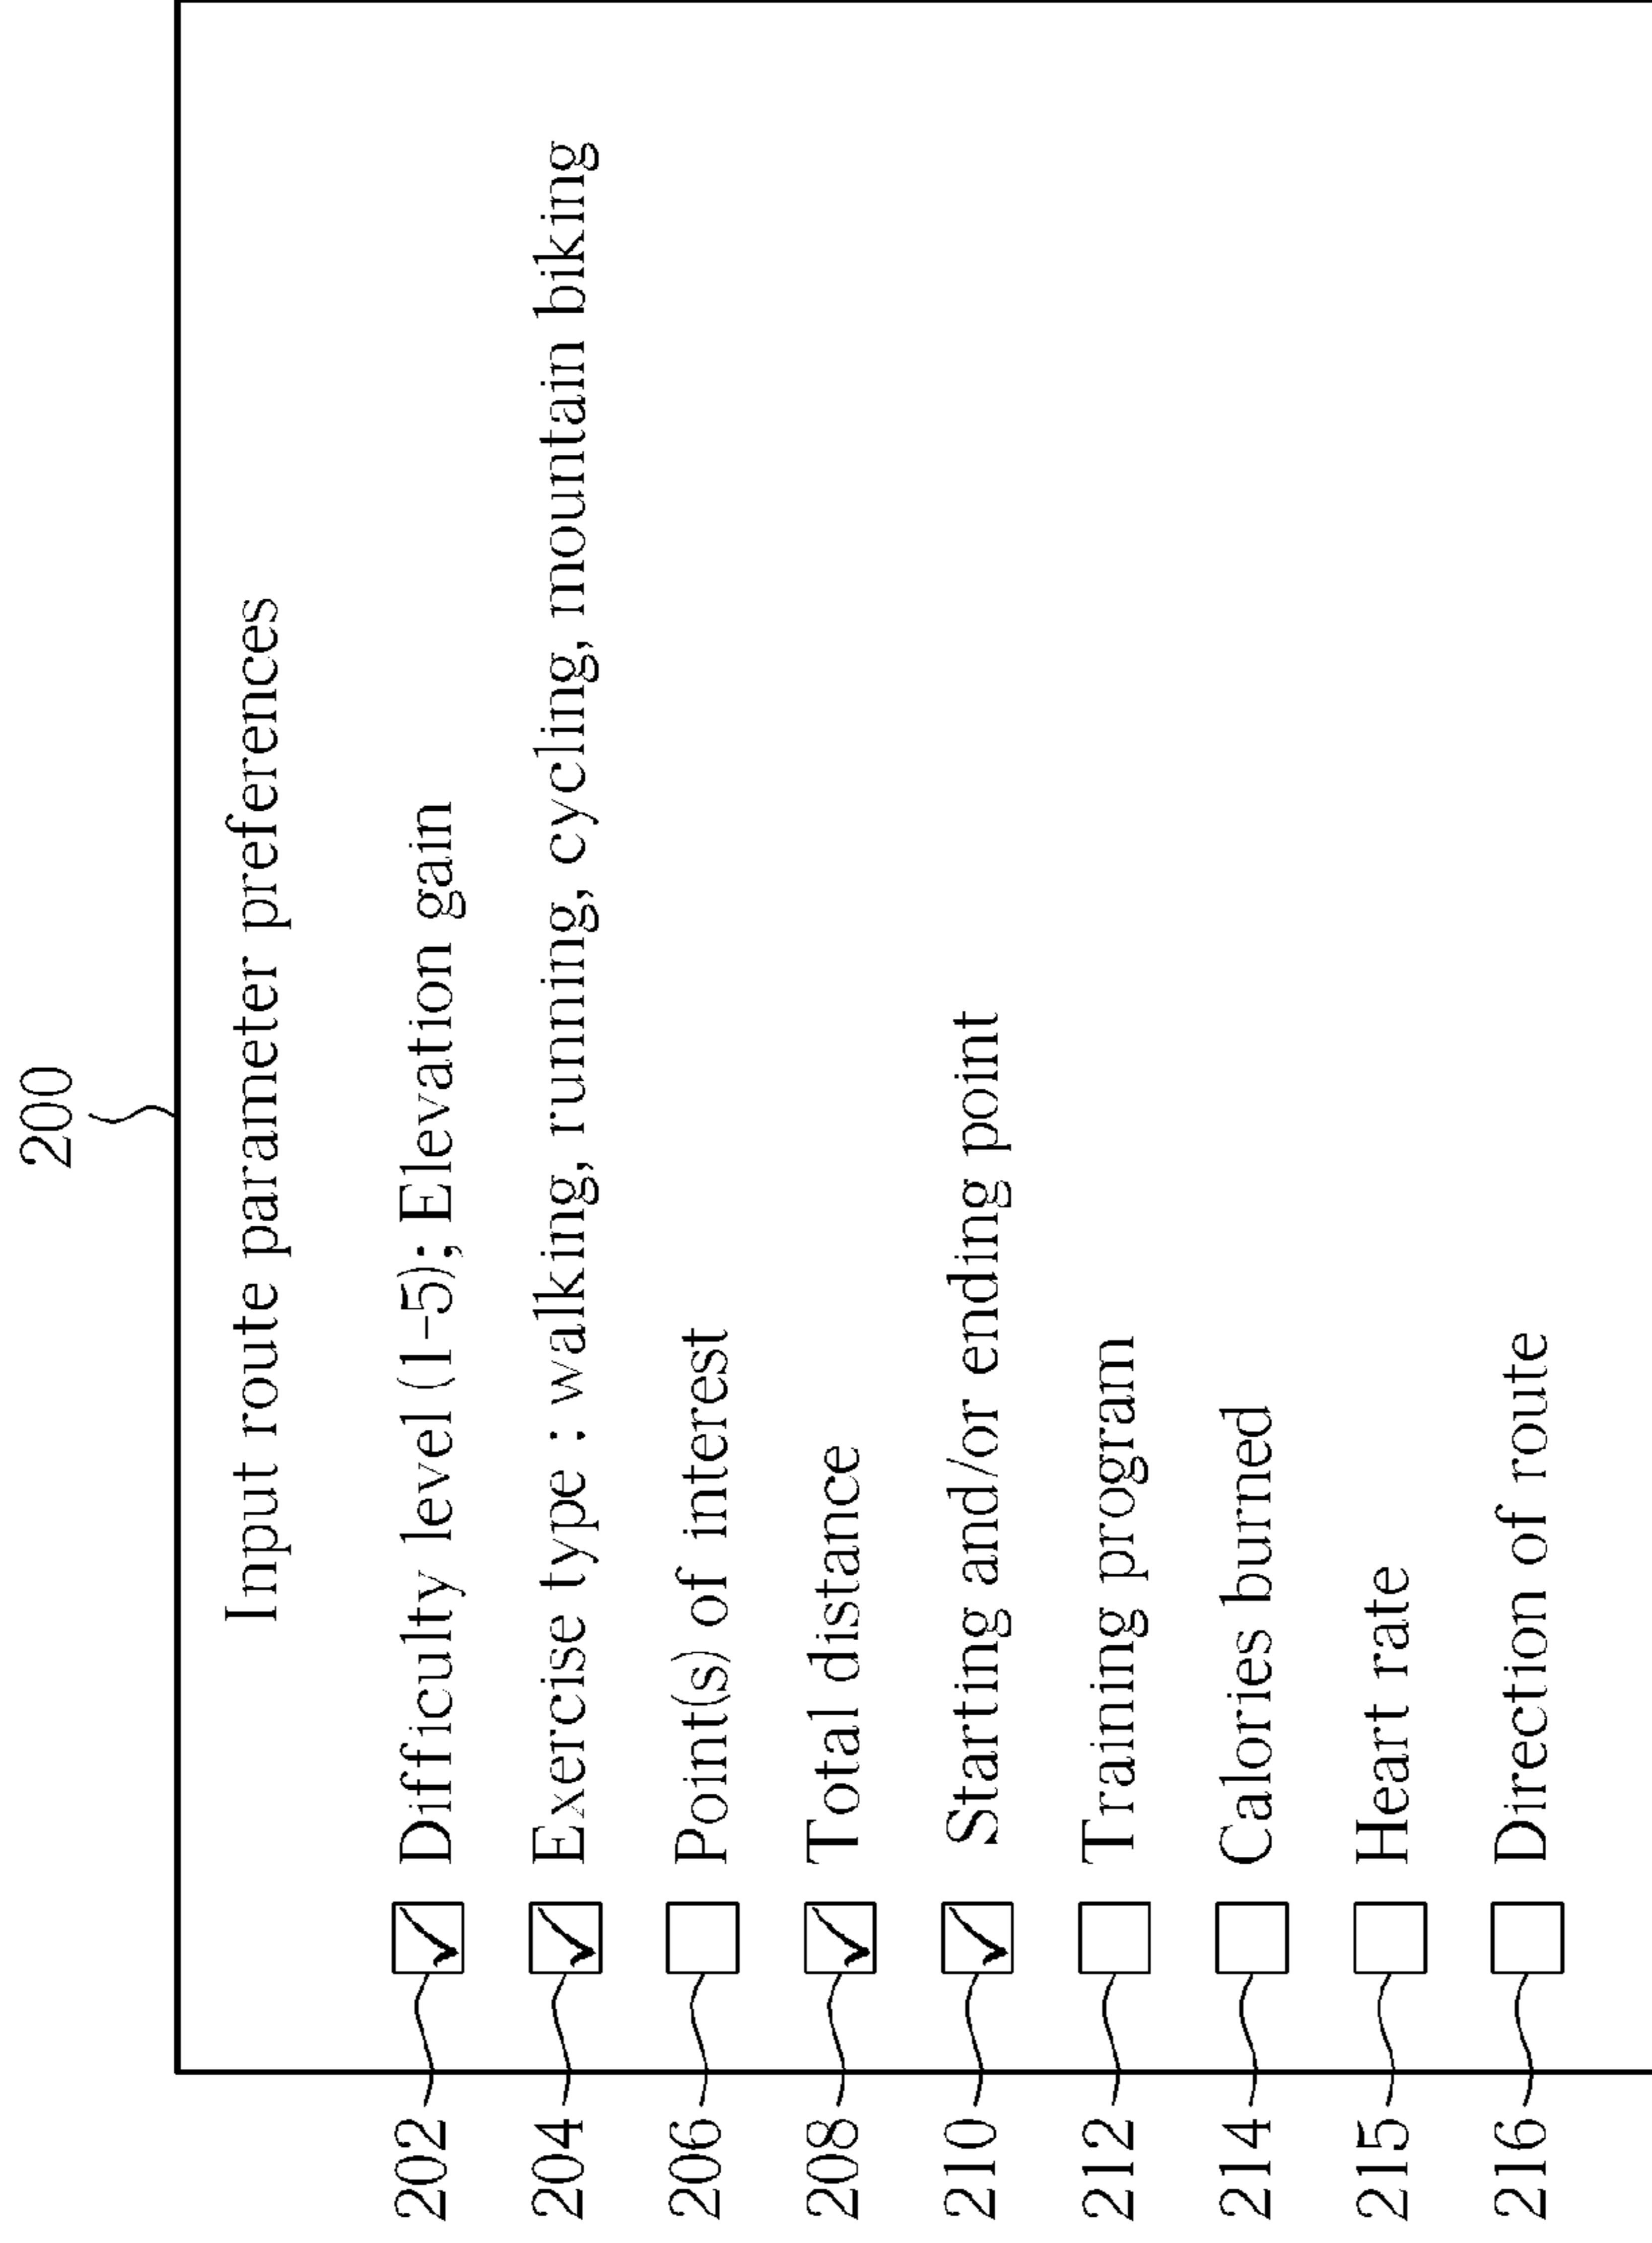 200
Input route parameter preferences
202 Difficulty level (1-5); Elevation gain
204 Exercise type : walking, running, cycling, mountain biking
206 Point(s) of interest
208 Total distance
210 Starting and/or ending point
212 Training program
214 Calories burned
215 Heart rate
216 Direction of route